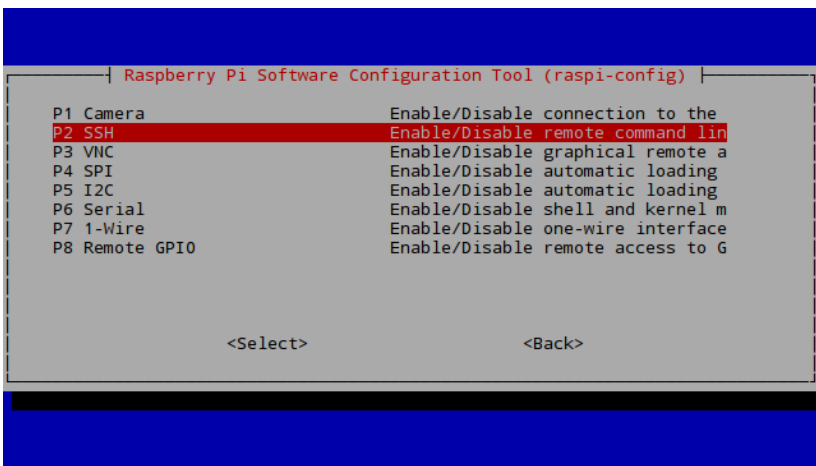 Raspberry Pi Software Configuration Tool (raspi-config)
P1 Camera Enable/Disable connection to the
P2 SSH Enable/Disable remote command lin
P3 VNC Enable/Disable graphical remote a
P4 SPI Enable/Disable automatic loading
P5 I2C Enable/Disable automatic loading
P6 Serial Enable/Disable shell and kernel m
P7 1-Wire Enable/Disable one-wire interface
P8 Remote GPIO Enable/Disable remote access to G
<Select> <Back>